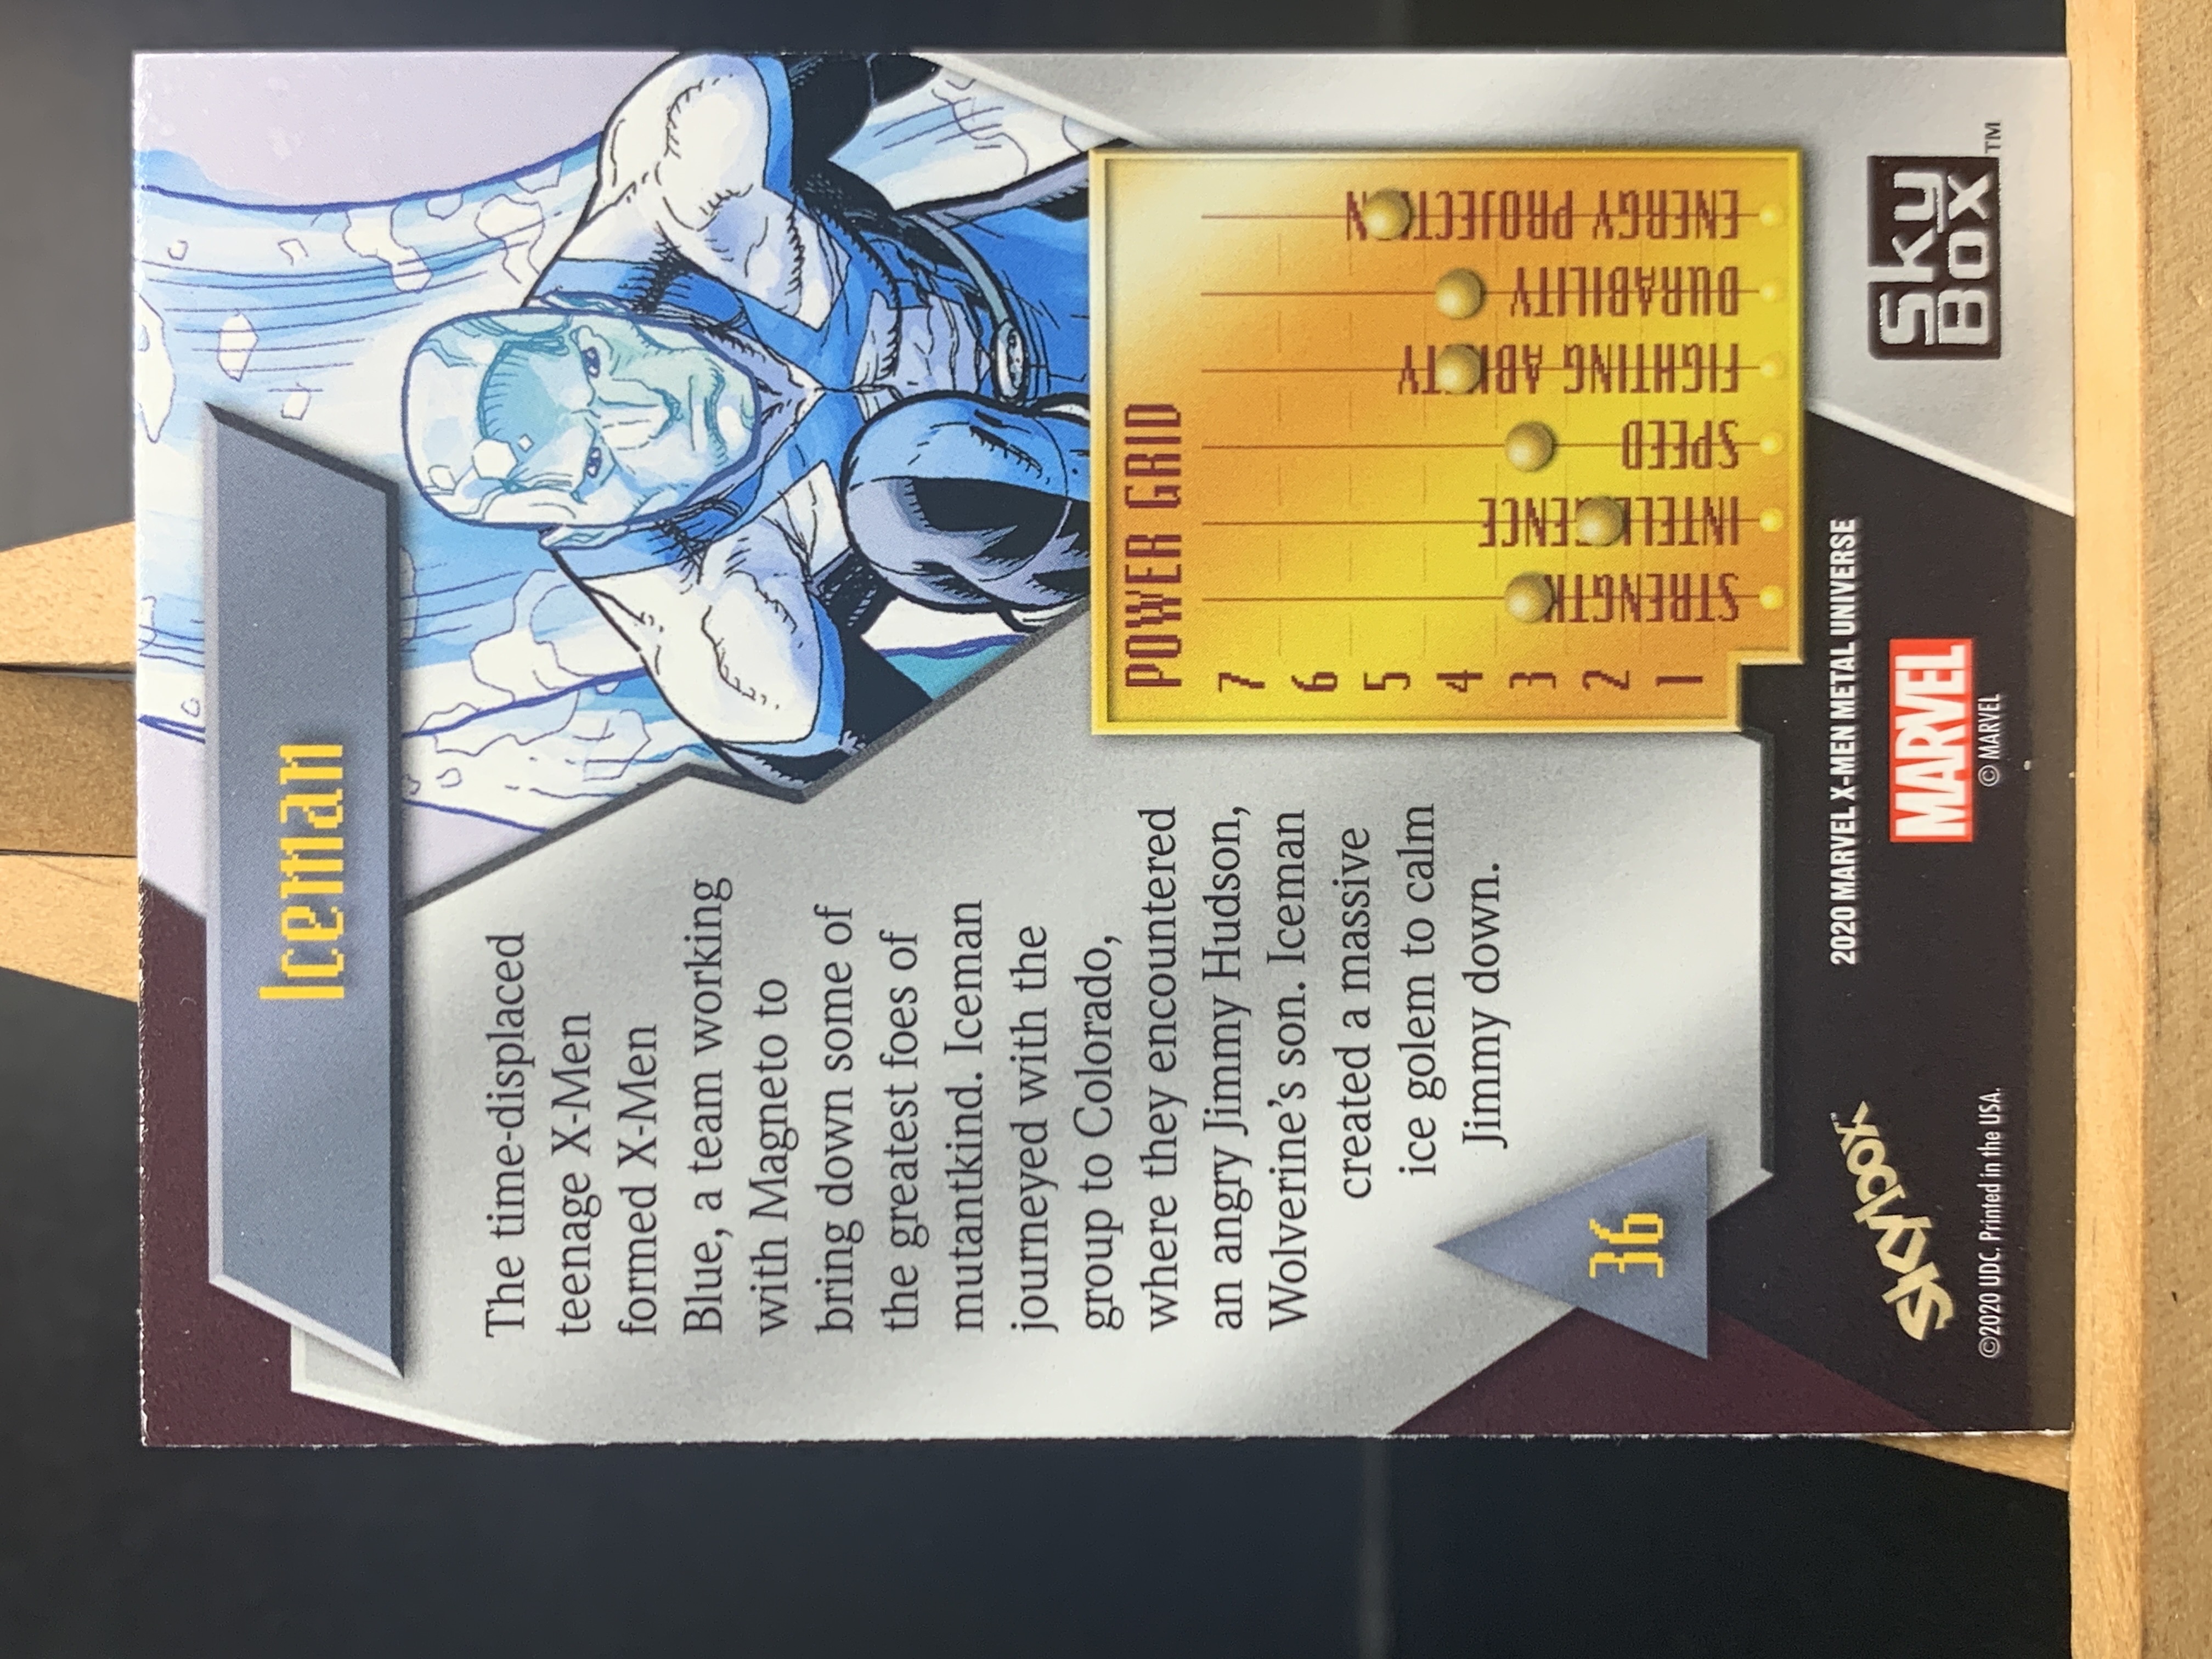 Iceman
The time-displaced
teenage X-Men
formed X-Men
Blue, a team working
with Magneto to
bring down some of
the greatest foes of
mutantkind. Iceman
journeyed with the
group to Colorado,
where they encountered
an angry Jimmy Hudson,
Wolverine's son. Iceman
created a massive
ice golem to calm
Jimmy down.
36
POWER GRID
7
6
5
4
3
2
1
STRENGTH
INTELLIGENCE
SPEED
FIGHTING ABILITY
DURABILITY
ENERGY PROJECTION
2020 MARVEL X-MEN METAL UNIVERSE
SKYBOX
MARVEL
Sky
Box™
©2020 UDC. Printed in the USA.
© MARVEL